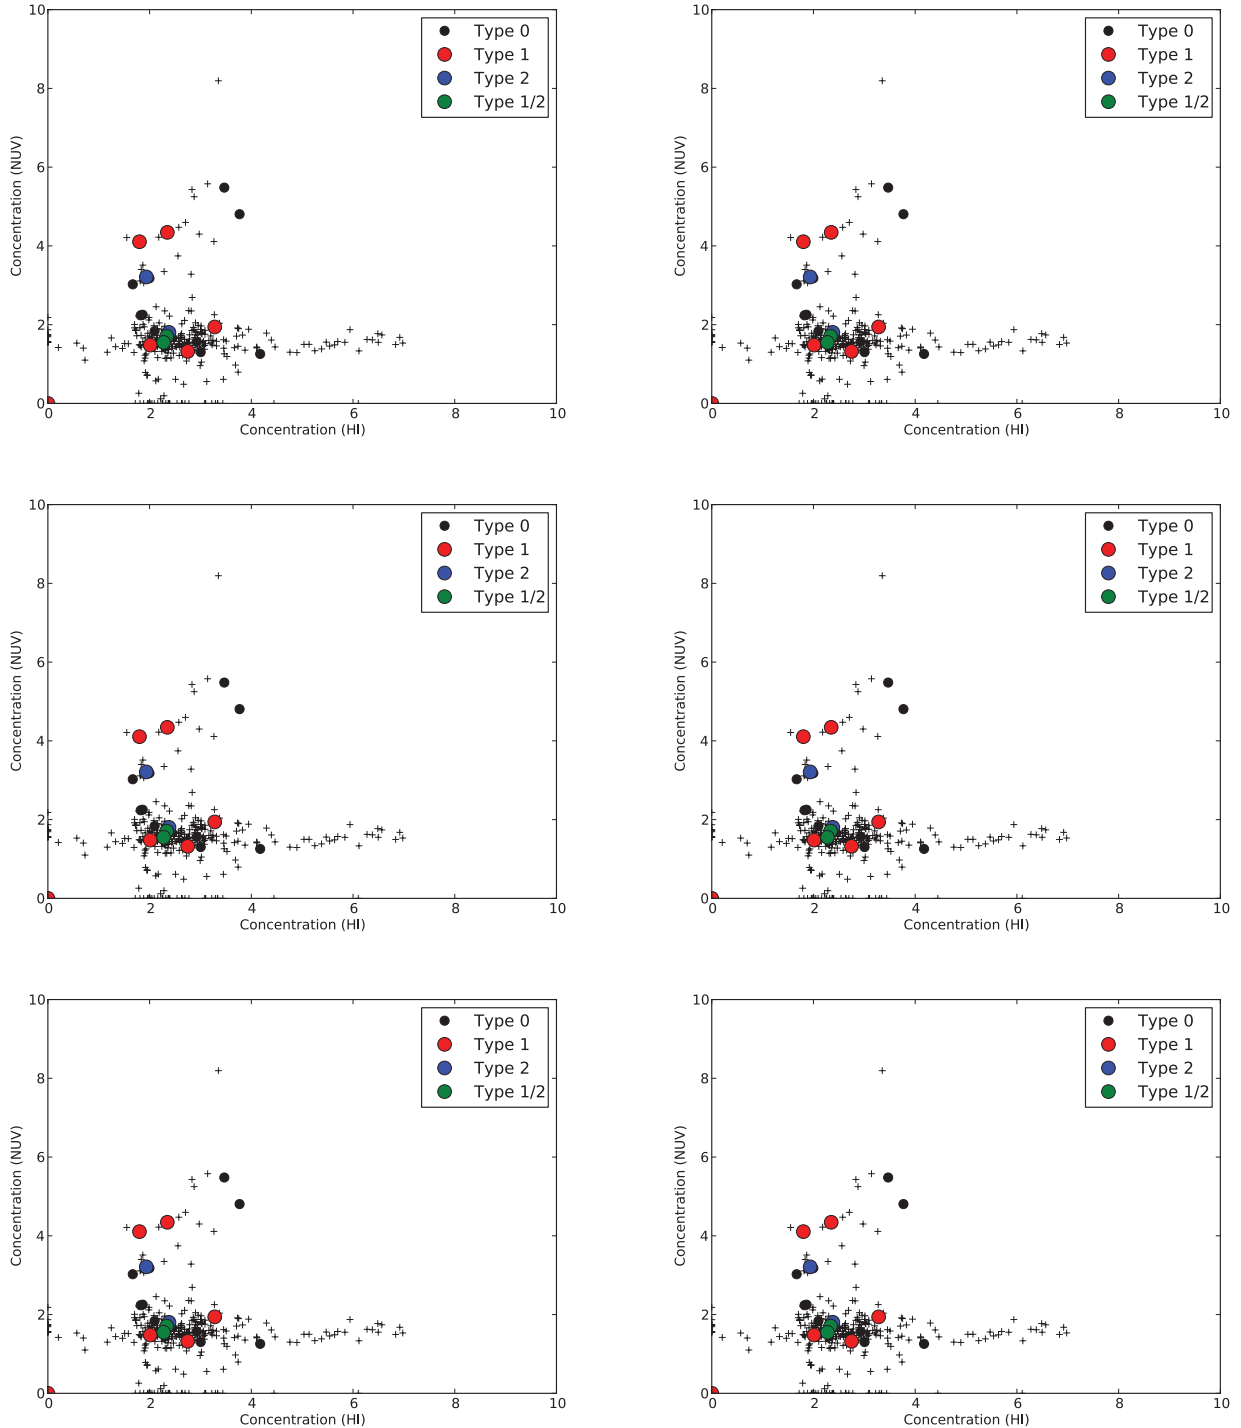 10
8
6
4
2
0
Concentration (NUV)
Type 0
Type 1
Type 2
Type 1/2
0 2 4 6 8 10
Concentration (HI)
10
8
6
4
2
0
Concentration (NUV)
Type 0
Type 1
Type 2
Type 1/2
0 2 4 6 8 10
Concentration (HI)
10
8
6
4
2
0
Concentration (NUV)
Type 0
Type 1
Type 2
Type 1/2
0 2 4 6 8 10
Concentration (HI)
10
8
6
4
2
0
Concentration (NUV)
Type 0
Type 1
Type 2
Type 1/2
0 2 4 6 8 10
Concentration (HI)
10
8
6
4
2
0
Concentration (NUV)
Type 0
Type 1
Type 2
Type 1/2
0 2 4 6 8 10
Concentration (HI)
10
8
6
4
2
0
Concentration (NUV)
Type 0
Type 1
Type 2
Type 1/2
0 2 4 6 8 10
Concentration (HI)